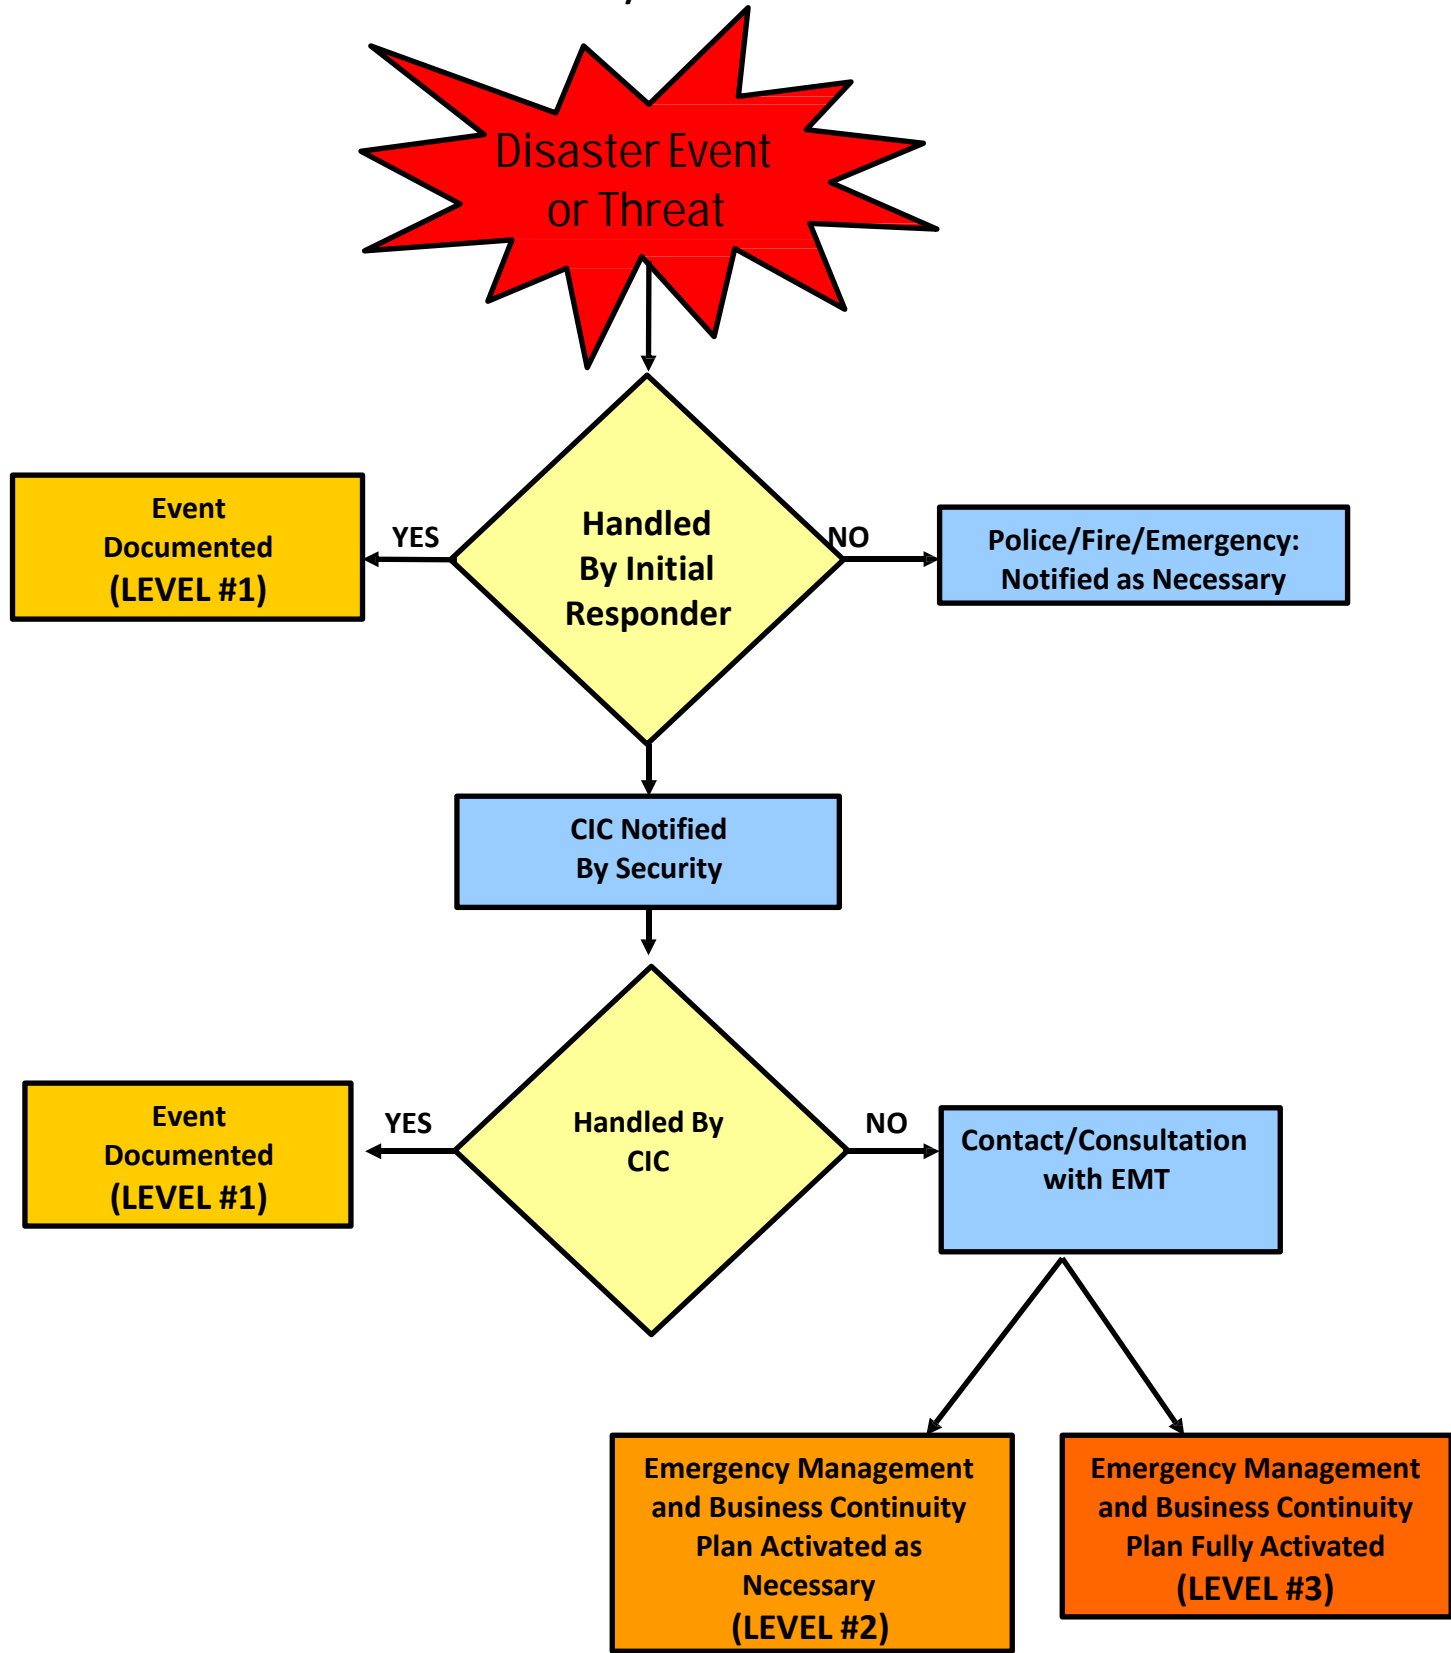 Disaster Event
or Threat
Event
Documented
(LEVEL #1)
YES
Handled
By Initial
Responder
NO
Police/Fire/Emergency:
Notified as Necessary
CIC Notified
By Security
Event
Documented
(LEVEL #1)
YES
Handled By
CIC
NO
Contact/Consultation
with EMT
Emergency Management
and Business Continuity
Plan Activated as
Necessary
(LEVEL #2)
Emergency Management
and Business Continuity
Plan Fully Activated
(LEVEL #3)